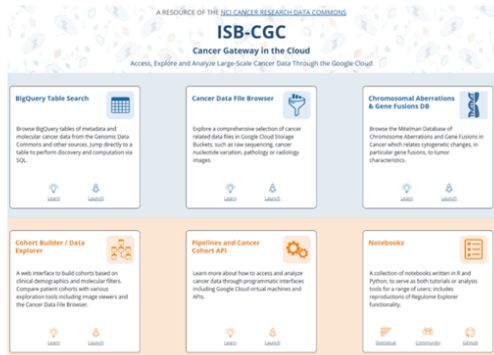 A RESOURCE OF THE NCI CANCER RESEARCH DATA COMMONS
ISB-CGC
Cancer Gateway in the Cloud
Access, Explore and Analyze Large-Scale Cancer Data Through the Google Cloud
BigQuery Table Search
Browse BigQuery tables of metadata and
molecular cancer data from the Genomic Data
Commons and other sources. Jump directly to a
table to perform discovery and computation via
SQL.
Learn
Launch
Cancer Data File Browser
Explore a comprehensive selection of cancer
related data files in Google Cloud Storage
Buckets, such as raw sequencing, cancer
nucleotide variation, pathology or radiology
images.
Learn
Launch
Chromosomal Aberrations
& Gene Fusions DB
Browse the Mitelman Database of
Chromosome Aberrations and Gene Fusions in
Cancer which relates cytogenetic changes, in
particular gene fusions, to tumor
characteristics.
Learn
Launch
Cohort Builder / Data
Explorer
A web interface to build cohorts based on
clinical demographics and molecular filters.
Compare patient cohorts with various
exploration tools including image viewers and
the Cancer Data File Browser.
Learn
Launch
Pipelines and Cancer
Cohort API
Learn more about how to access and analyze
cancer data through programmatic interfaces
including Google Cloud virtual machines and
APIs.
Learn
Launch
Notebooks
A collection of notebooks written in R and
Python, to serve as both tutorials or analysis
tools for a range of users; includes
reproductions of Regulome Explorer
functionality.
Statistical
Community
GitHub